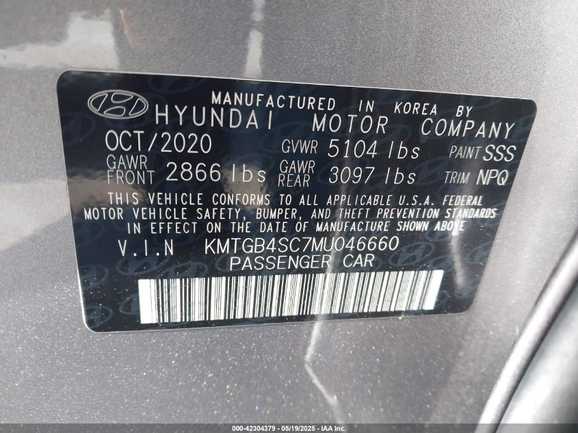 MANUFACTURED IN KOREA BY
HYUNDAI MOTOR COMPANY
OCT/2020 GVWR 5104 lbs PAINT SSS
GAWR FRONT 2866 lbs GAWR REAR 3097 lbs TRIM NPQ
THIS VEHICLE CONFORMS TO ALL APPLICABLE U.S.A. FEDERAL
MOTOR VEHICLE SAFETY, BUMPER, AND THEFT PREVENTION STANDARDS
IN EFFECT ON THE DATE OF MANUFACTURE SHOWN ABOVE
V.I.N KMTGB4SC7MU046660
PASSENGER CAR
000-42304379 - 05/19/2025 - IAA Inc.